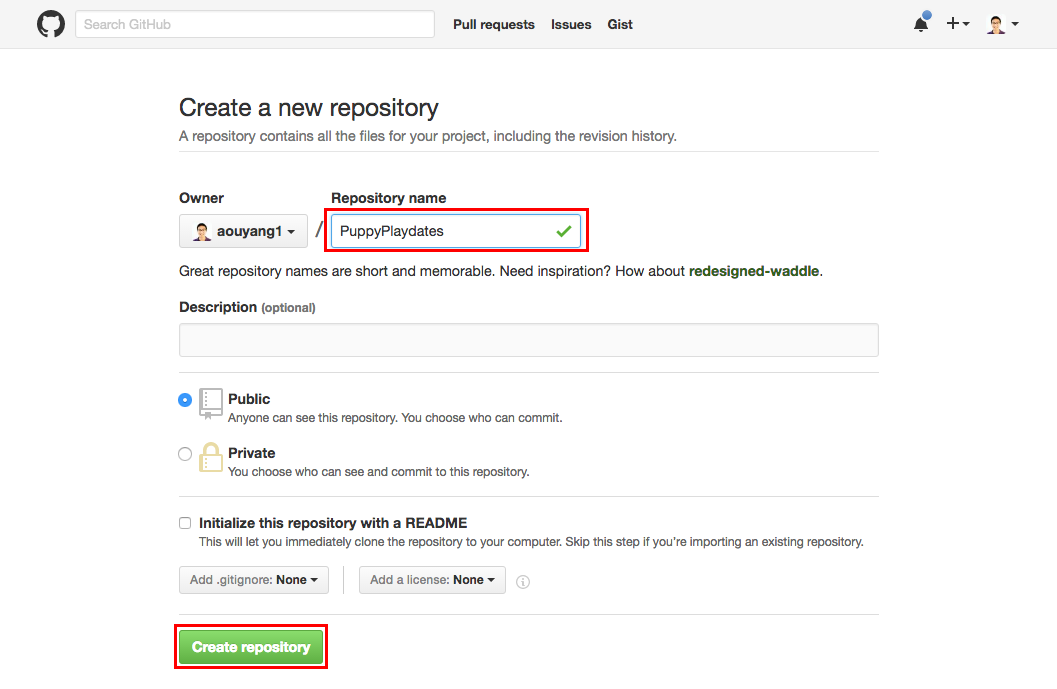 Search GitHub Pull requests Issues Gist
Create a new repository
A repository contains all the files for your project, including the revision history.
Owner Repository name
aouyang1 / PuppyPlaydates
Great repository names are short and memorable. Need inspiration? How about redesigned-waddle.
Description (optional)
Public
Anyone can see this repository. You choose who can commit.
Private
You choose who can see and commit to this repository.
Initialize this repository with a README
This will let you immediately clone the repository to your computer. Skip this step if you're importing an existing repository.
Add .gitignore: None Add a license: None
Create repository